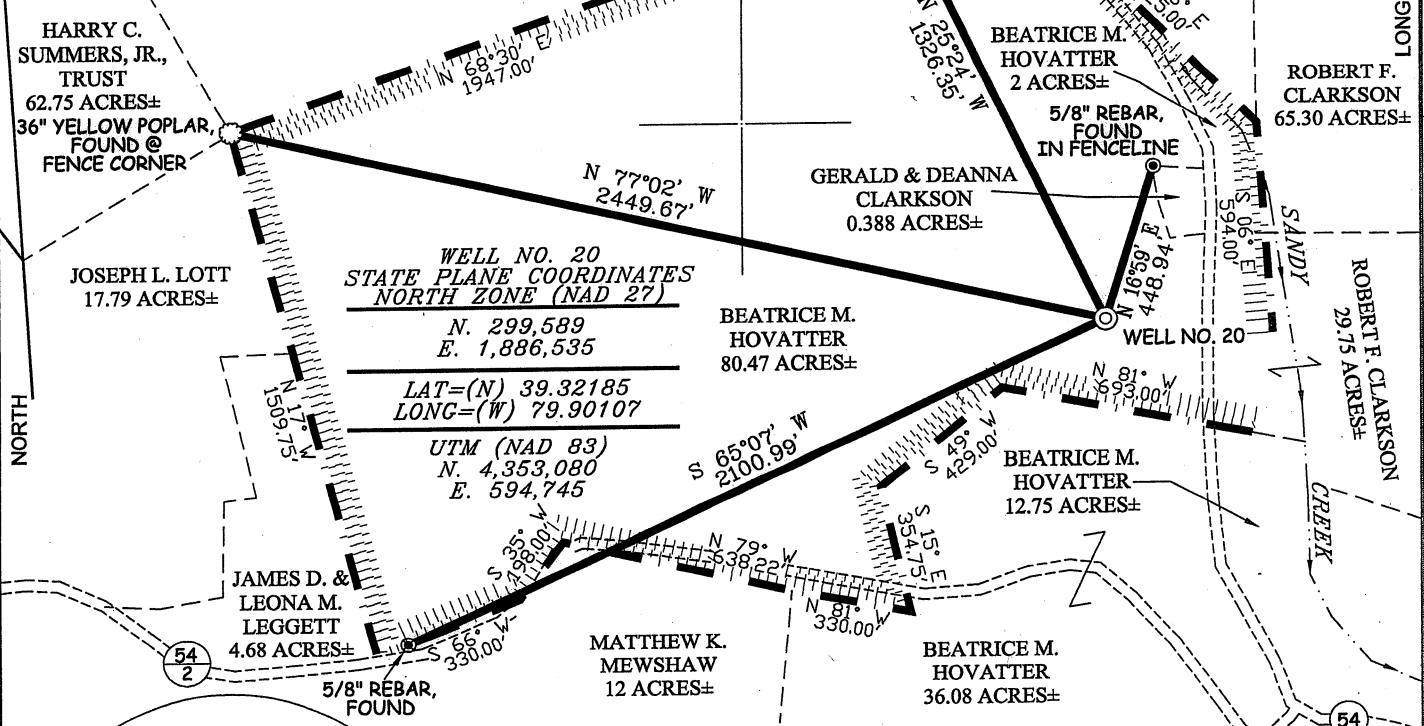 HARRY C.
SUMMERS, JR.,
TRUST
62.75 ACRES±
36" YELLOW POPLAR,
FOUND @
FENCE CORNER
N 68°30' E
1947.00'
N 25°24' W
1326.35' W
BEATRICE M.
HOVATTER
2 ACRES±
5/8" REBAR,
FOUND
IN FENCELINE
LONG
ROBERT F.
CLARKSON
65.30 ACRES±
N 77°02' W
2449.67'
GERALD & DEANNA
CLARKSON
0.388 ACRES±
N 16°59' E
448.94'
S 06° E
594.00'
SANDY
JOSEPH L. LOTT
17.79 ACRES±
WELL NO. 20
STATE PLANE COORDINATES
NORTH ZONE (NAD 27)
N. 299,589
E. 1,886,535
LAT=(N) 39.32185
LONG=(W) 79.90107
UTM (NAD 83)
N. 4,353,080
E. 594,745
BEATRICE M.
HOVATTER
80.47 ACRES±
WELL NO. 20
ROBERT F. CLARKSON
29.75 ACRES±
NORTH
N 17° W
1509.75'
N 81° W
693.00'
S 49° W
429.00'
S 65°07' W
2100.99'
BEATRICE M.
HOVATTER
12.75 ACRES±
CREEK
S 15° E
354.75'
S 35° W
498.00'
N 79° W
638.22'
N 81° W
330.00'
JAMES D. &
LEONA M.
LEGGETT
4.68 ACRES±
S 66° W
330.00'
54
2
5/8" REBAR,
FOUND
MATTHEW K.
MEWSHAW
12 ACRES±
BEATRICE M.
HOVATTER
36.08 ACRES±
54